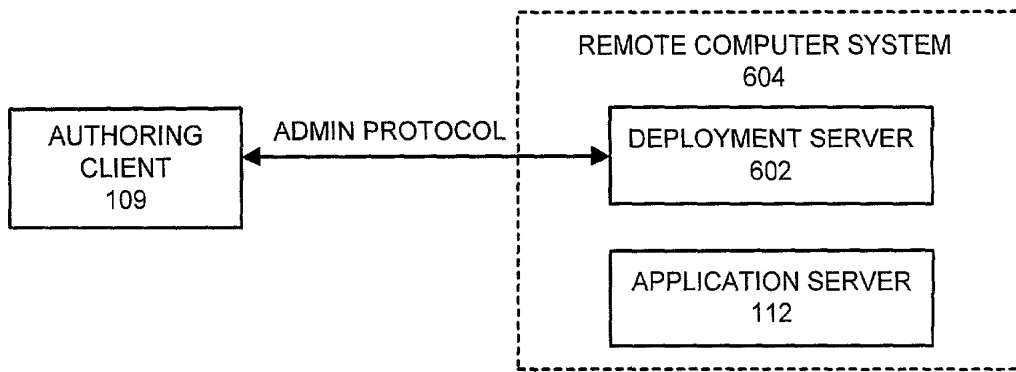 REMOTE COMPUTER SYSTEM
604
AUTHORING
CLIENT
109
ADMIN PROTOCOL
DEPLOYMENT SERVER
602
APPLICATION SERVER
112